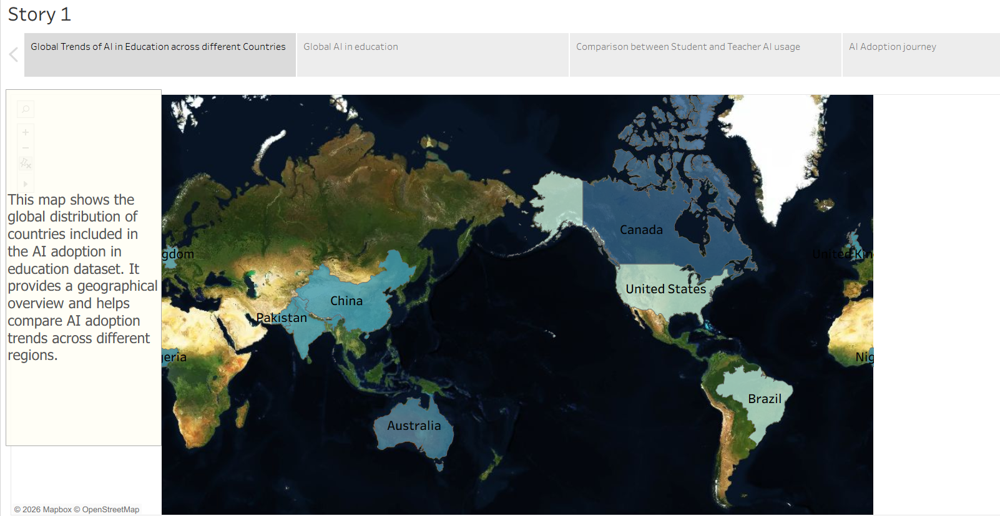 Story 1
Global Trends of AI in Education across different Countries
Global AI in education
Comparison between Student and Teacher AI usage
AI Adoption journey
This map shows the
global distribution of
countries included in
the AI adoption in
education dataset. It
provides a geographical
overview and helps
compare AI adoption
trends across different
regions.
Canada
gdom
United Kin
United States
China
Pakistan
geria
Nig
Brazil
Australia
© 2026 Mapbox © OpenStreetMap